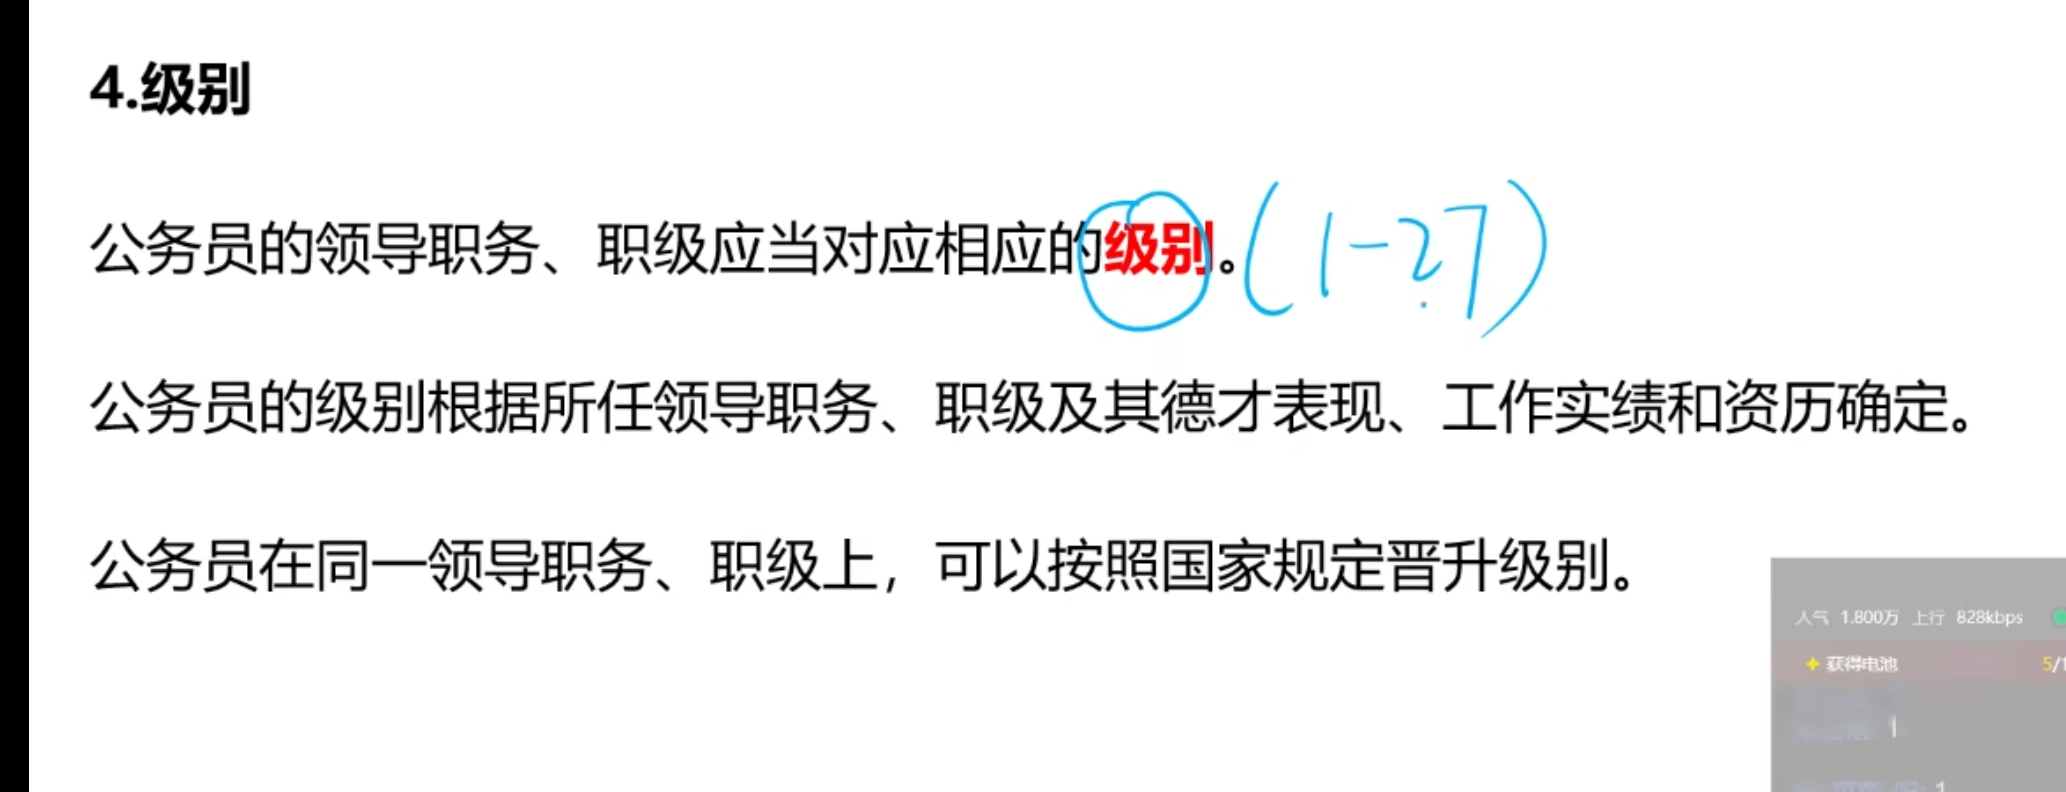 4.级别
公务员的领导职务、职级应当对应相应的级别。(1-27)
公务员的级别根据所任领导职务、职级及其德才表现、工作实绩和资历确定。
公务员在同一领导职务、职级上，可以按照国家规定晋升级别。
人气 1.800万 上行 828kbps
获得电池 5/1